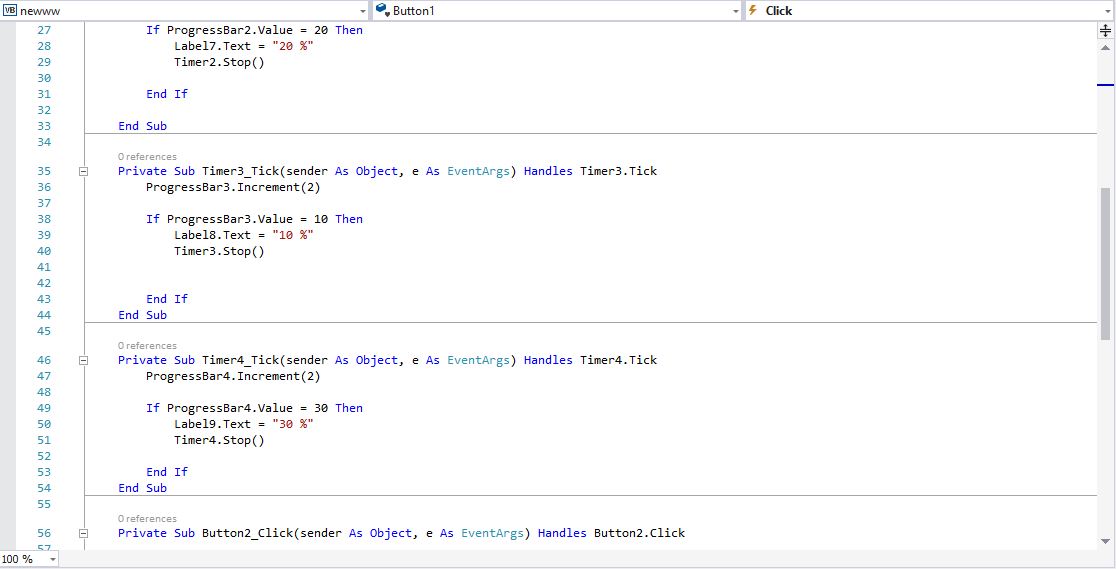 VB newww Button1 Click
27 If ProgressBar2.Value = 20 Then
28 Label7.Text = "20 %"
29 Timer2.Stop()
30
31 End If
32
33 End Sub
34
0 references
35 Private Sub Timer3_Tick(sender As Object, e As EventArgs) Handles Timer3.Tick
36 ProgressBar3.Increment(2)
37
38 If ProgressBar3.Value = 10 Then
39 Label8.Text = "10 %"
40 Timer3.Stop()
41
42
43 End If
44 End Sub
45
0 references
46 Private Sub Timer4_Tick(sender As Object, e As EventArgs) Handles Timer4.Tick
47 ProgressBar4.Increment(2)
48
49 If ProgressBar4.Value = 30 Then
50 Label9.Text = "30 %"
51 Timer4.Stop()
52
53 End If
54 End Sub
55
0 references
56 Private Sub Button2_Click(sender As Object, e As EventArgs) Handles Button2.Click
57
100 %